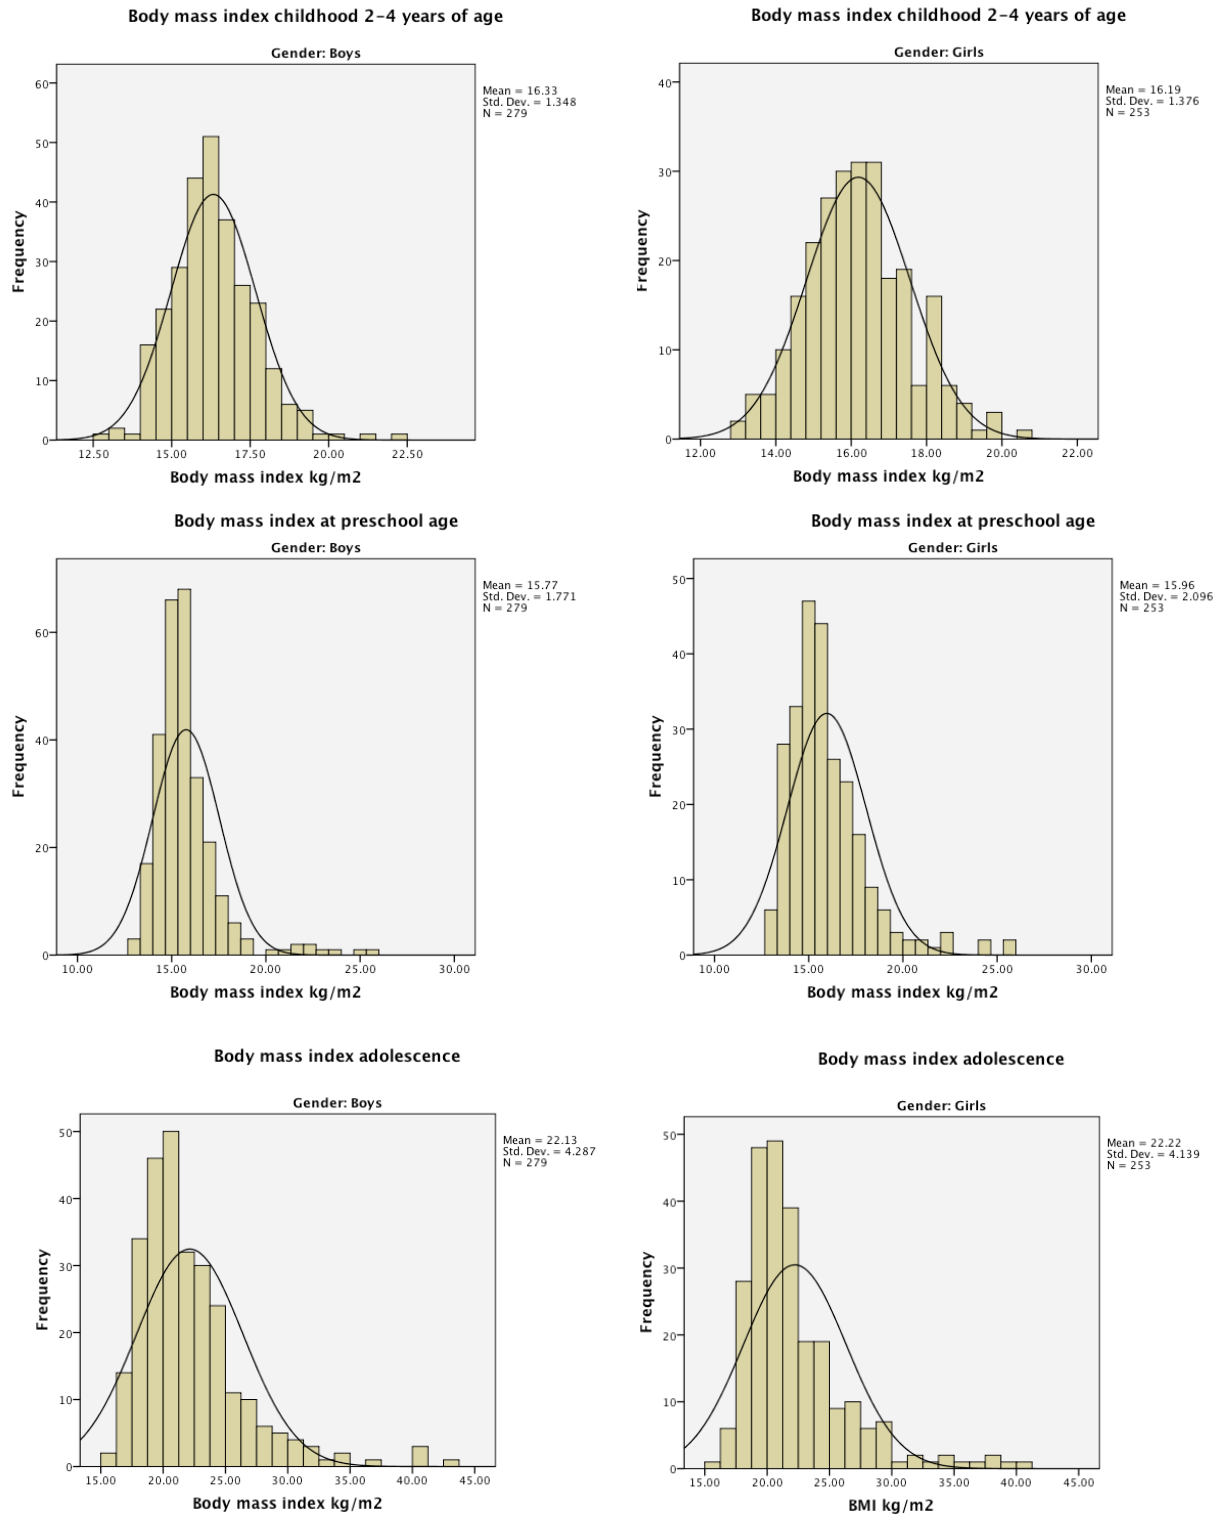 Body mass index childhood 2–4 years of age
Gender: Boys
Mean = 16.33
Std. Dev. = 1.348
N = 279
Frequency
60
50
40
30
20
10
0
12.50 15.00 17.50 20.00 22.50
Body mass index kg/m2
Body mass index childhood 2–4 years of age
Gender: Girls
Mean = 16.19
Std. Dev. = 1.376
N = 253
Frequency
40
30
20
10
0
12.00 14.00 16.00 18.00 20.00 22.00
Body mass index kg/m2
Body mass index at preschool age
Gender: Boys
Mean = 15.77
Std. Dev. = 1.771
N = 279
Frequency
60
40
20
0
10.00 15.00 20.00 25.00 30.00
Body mass index kg/m2
Body mass index at preschool age
Gender: Girls
Mean = 15.96
Std. Dev. = 2.096
N = 253
Frequency
50
40
30
20
10
0
10.00 15.00 20.00 25.00 30.00
Body mass index kg/m2
Body mass index adolescence
Gender: Boys
Mean = 22.13
Std. Dev. = 4.287
N = 279
Frequency
50
40
30
20
10
0
15.00 20.00 25.00 30.00 35.00 40.00 45.00
Body mass index kg/m2
Body mass index adolescence
Gender: Girls
Mean = 22.22
Std. Dev. = 4.139
N = 253
Frequency
50
40
30
20
10
0
15.00 20.00 25.00 30.00 35.00 40.00 45.00
BMI kg/m2